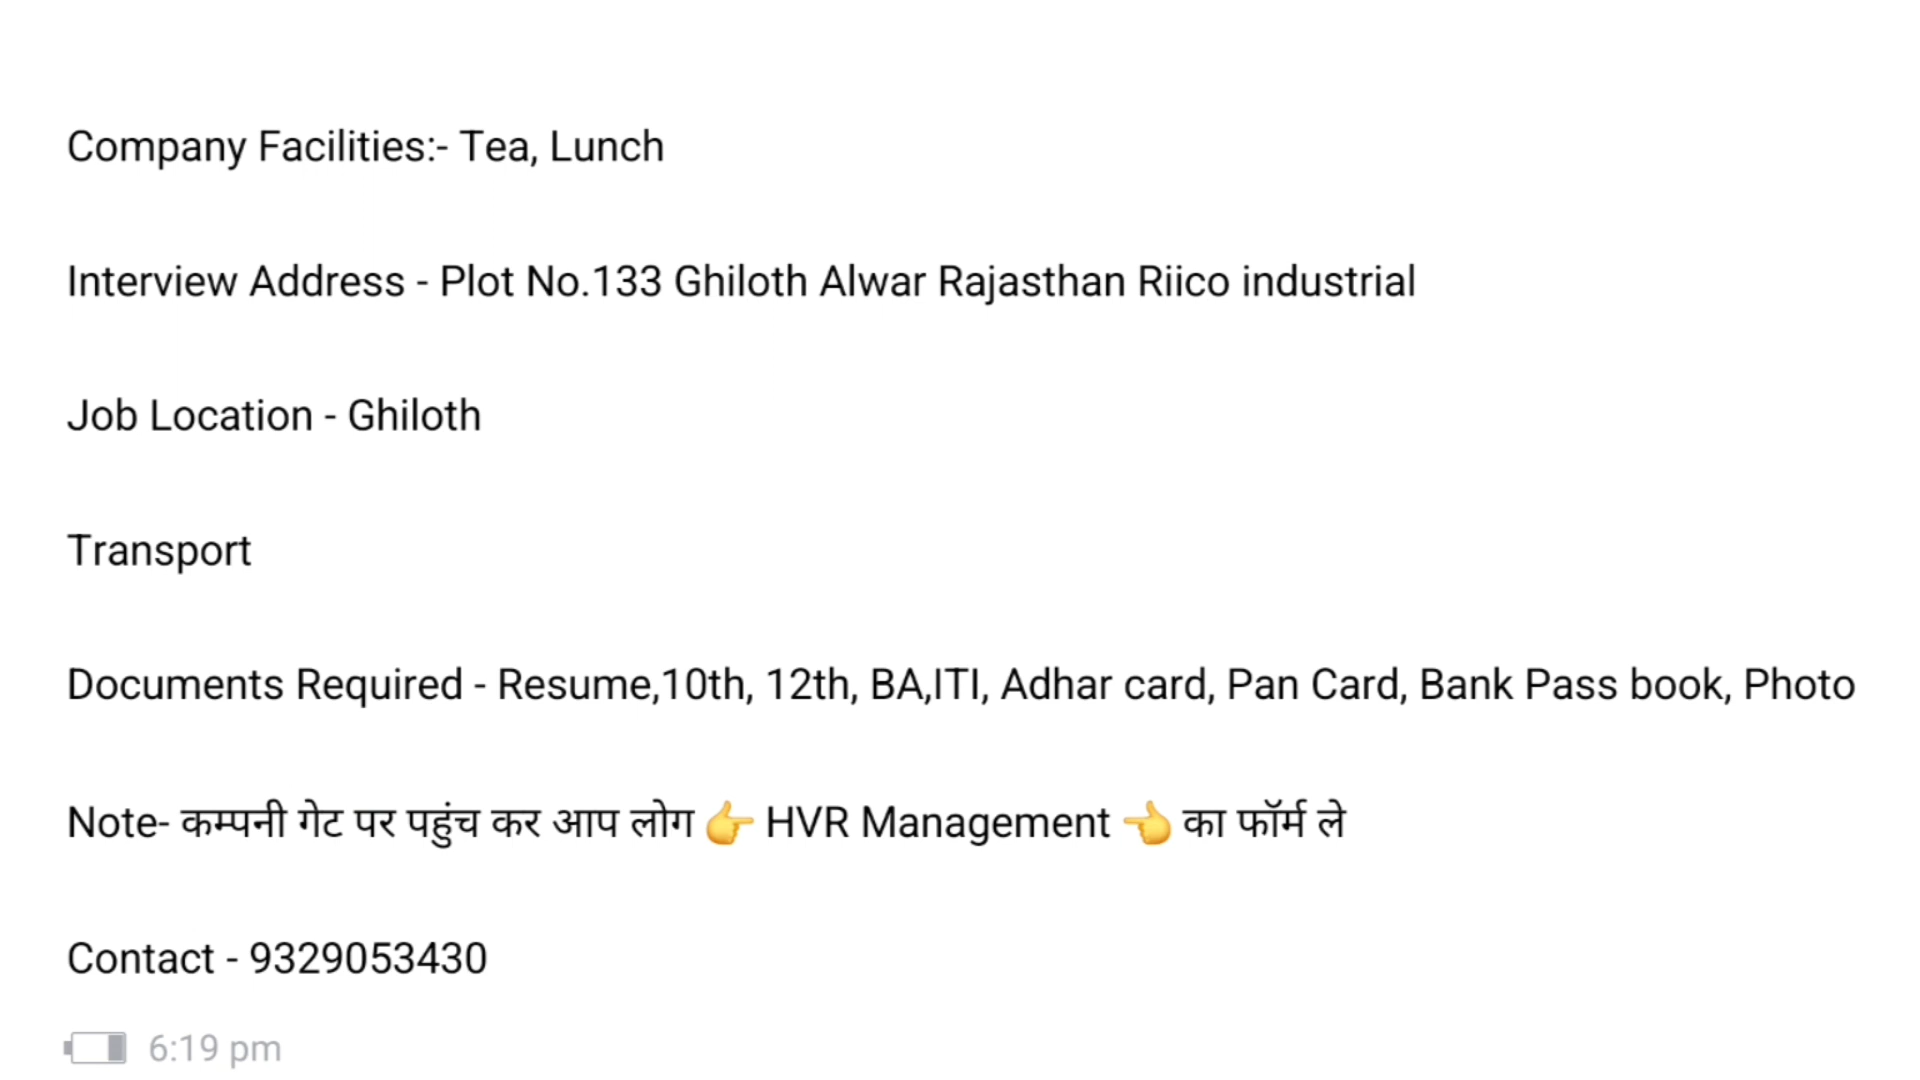 Company Facilities:- Tea, Lunch
Interview Address - Plot No.133 Ghiloth Alwar Rajasthan Riico industrial
Job Location - Ghiloth
Transport
Documents Required - Resume,10th, 12th, BA,ITI, Adhar card, Pan Card, Bank Pass book, Photo
Note- कम्पनी गेट पर पहुंच कर आप लोग 👉 HVR Management 👈 का फॉर्म ले
Contact - 9329053430
6:19 pm